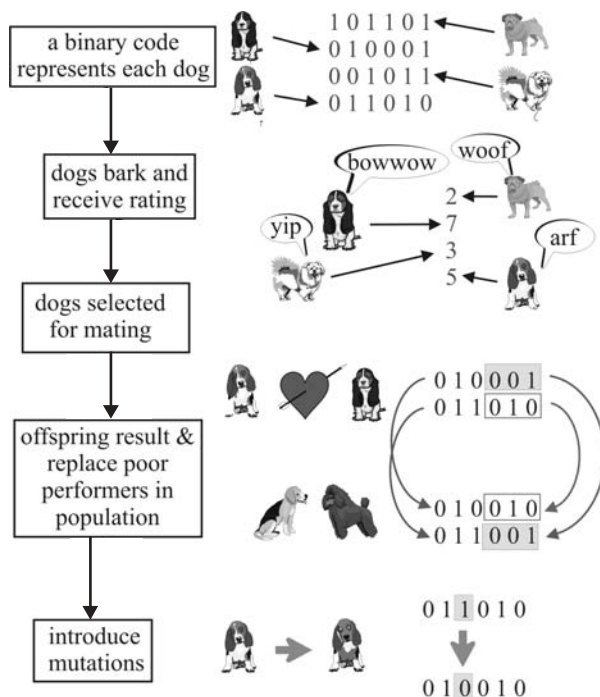 a binary code
represents each dog
1 0 1 1 0 1
0 1 0 0 0 1
0 0 1 0 1 1
0 1 1 0 1 0
dogs bark and
receive rating
bowwow
woof
yip
arf
2
7
3
5
dogs selected
for mating
0 1 0 0 0 1
0 1 1 0 1 0
offspring result &
replace poor
performers in
population
0 1 0 0 1 0
0 1 1 0 0 1
introduce
mutations
0 1 1 0 1 0
0 1 0 0 1 0